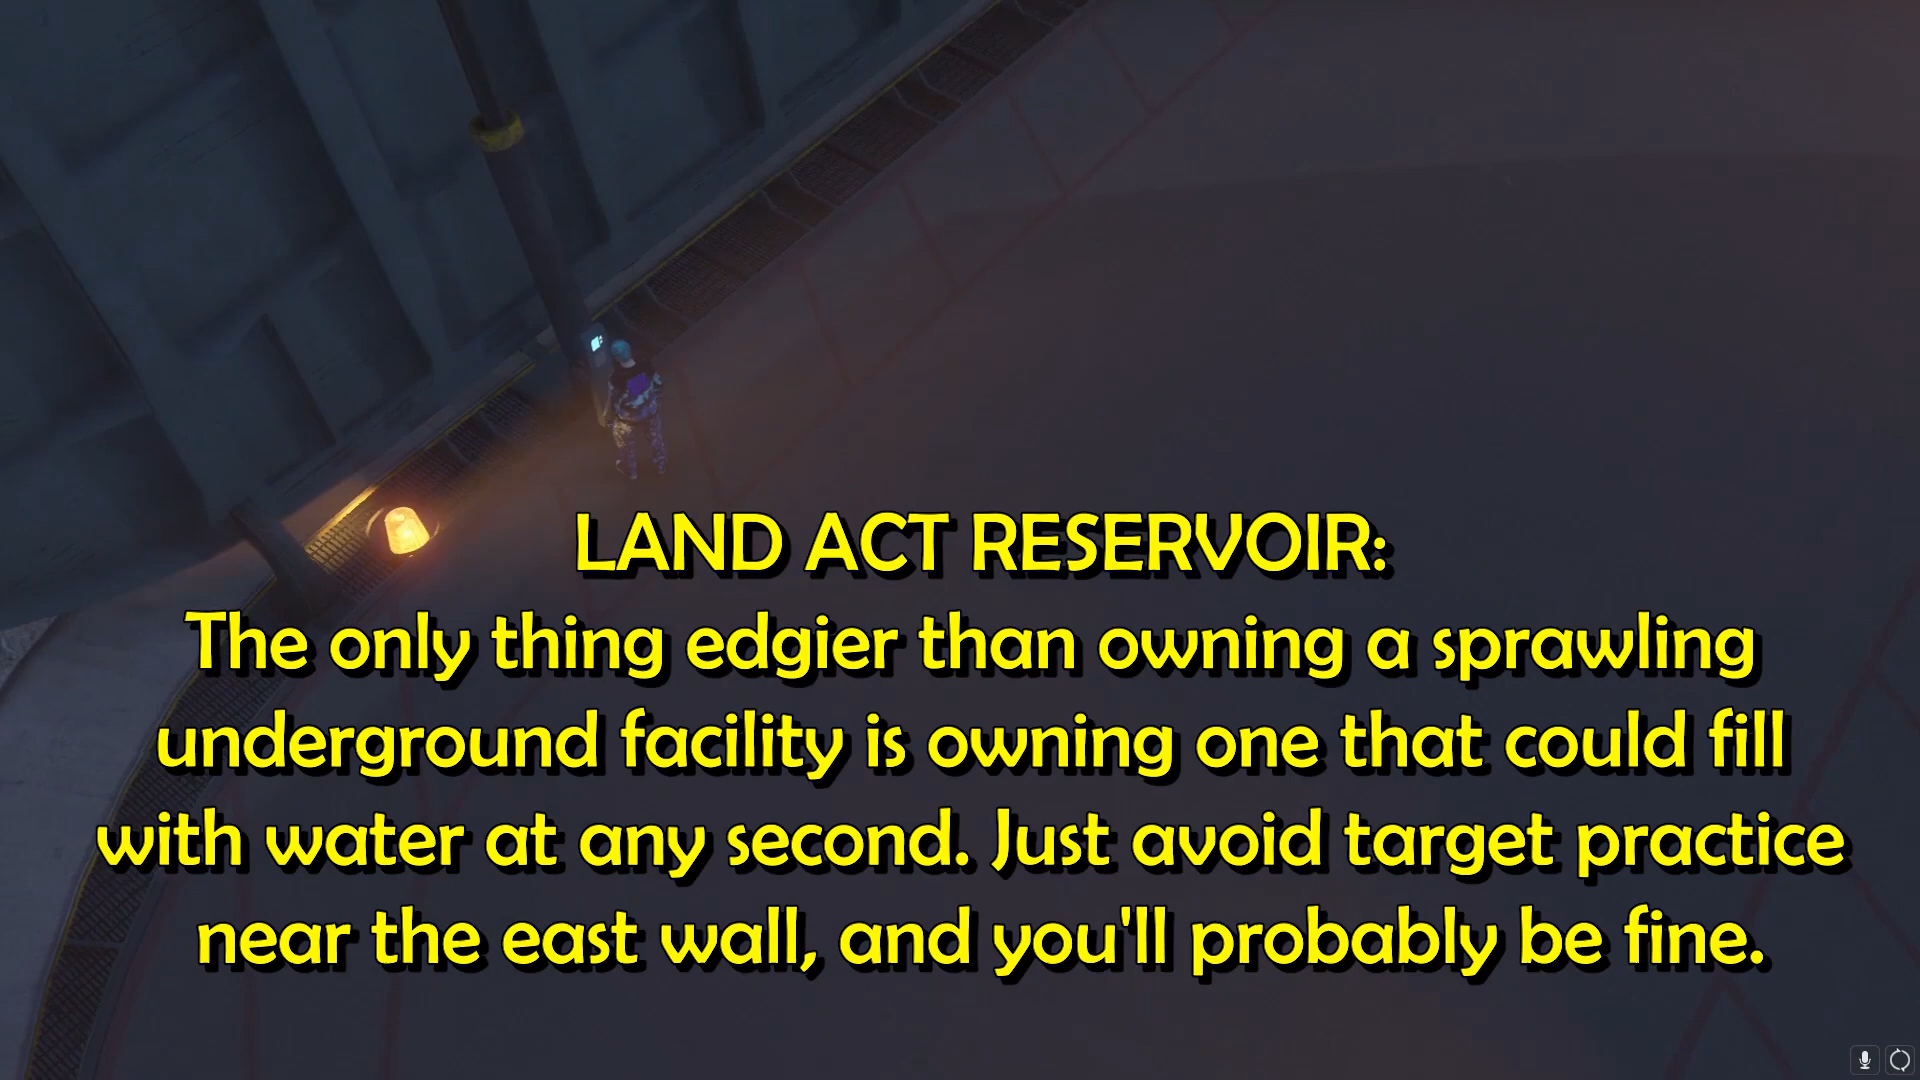 LAND ACT RESERVOIR:
The only thing edgier than owning a sprawling
underground facility is owning one that could fill
with water at any second. Just avoid target practice
near the east wall, and you'll probably be fine.